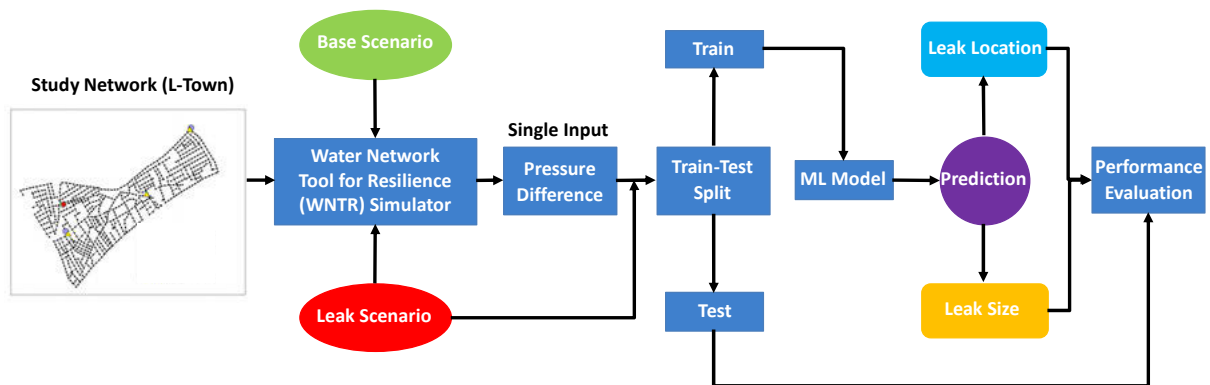 Base Scenario
Study Network (L-Town)
Water Network
Tool for Resilience
(WNTR) Simulator
Leak Scenario
Single Input
Pressure
Difference
Train-Test
Split
Train
Test
ML Model
Prediction
Leak Location
Leak Size
Performance
Evaluation